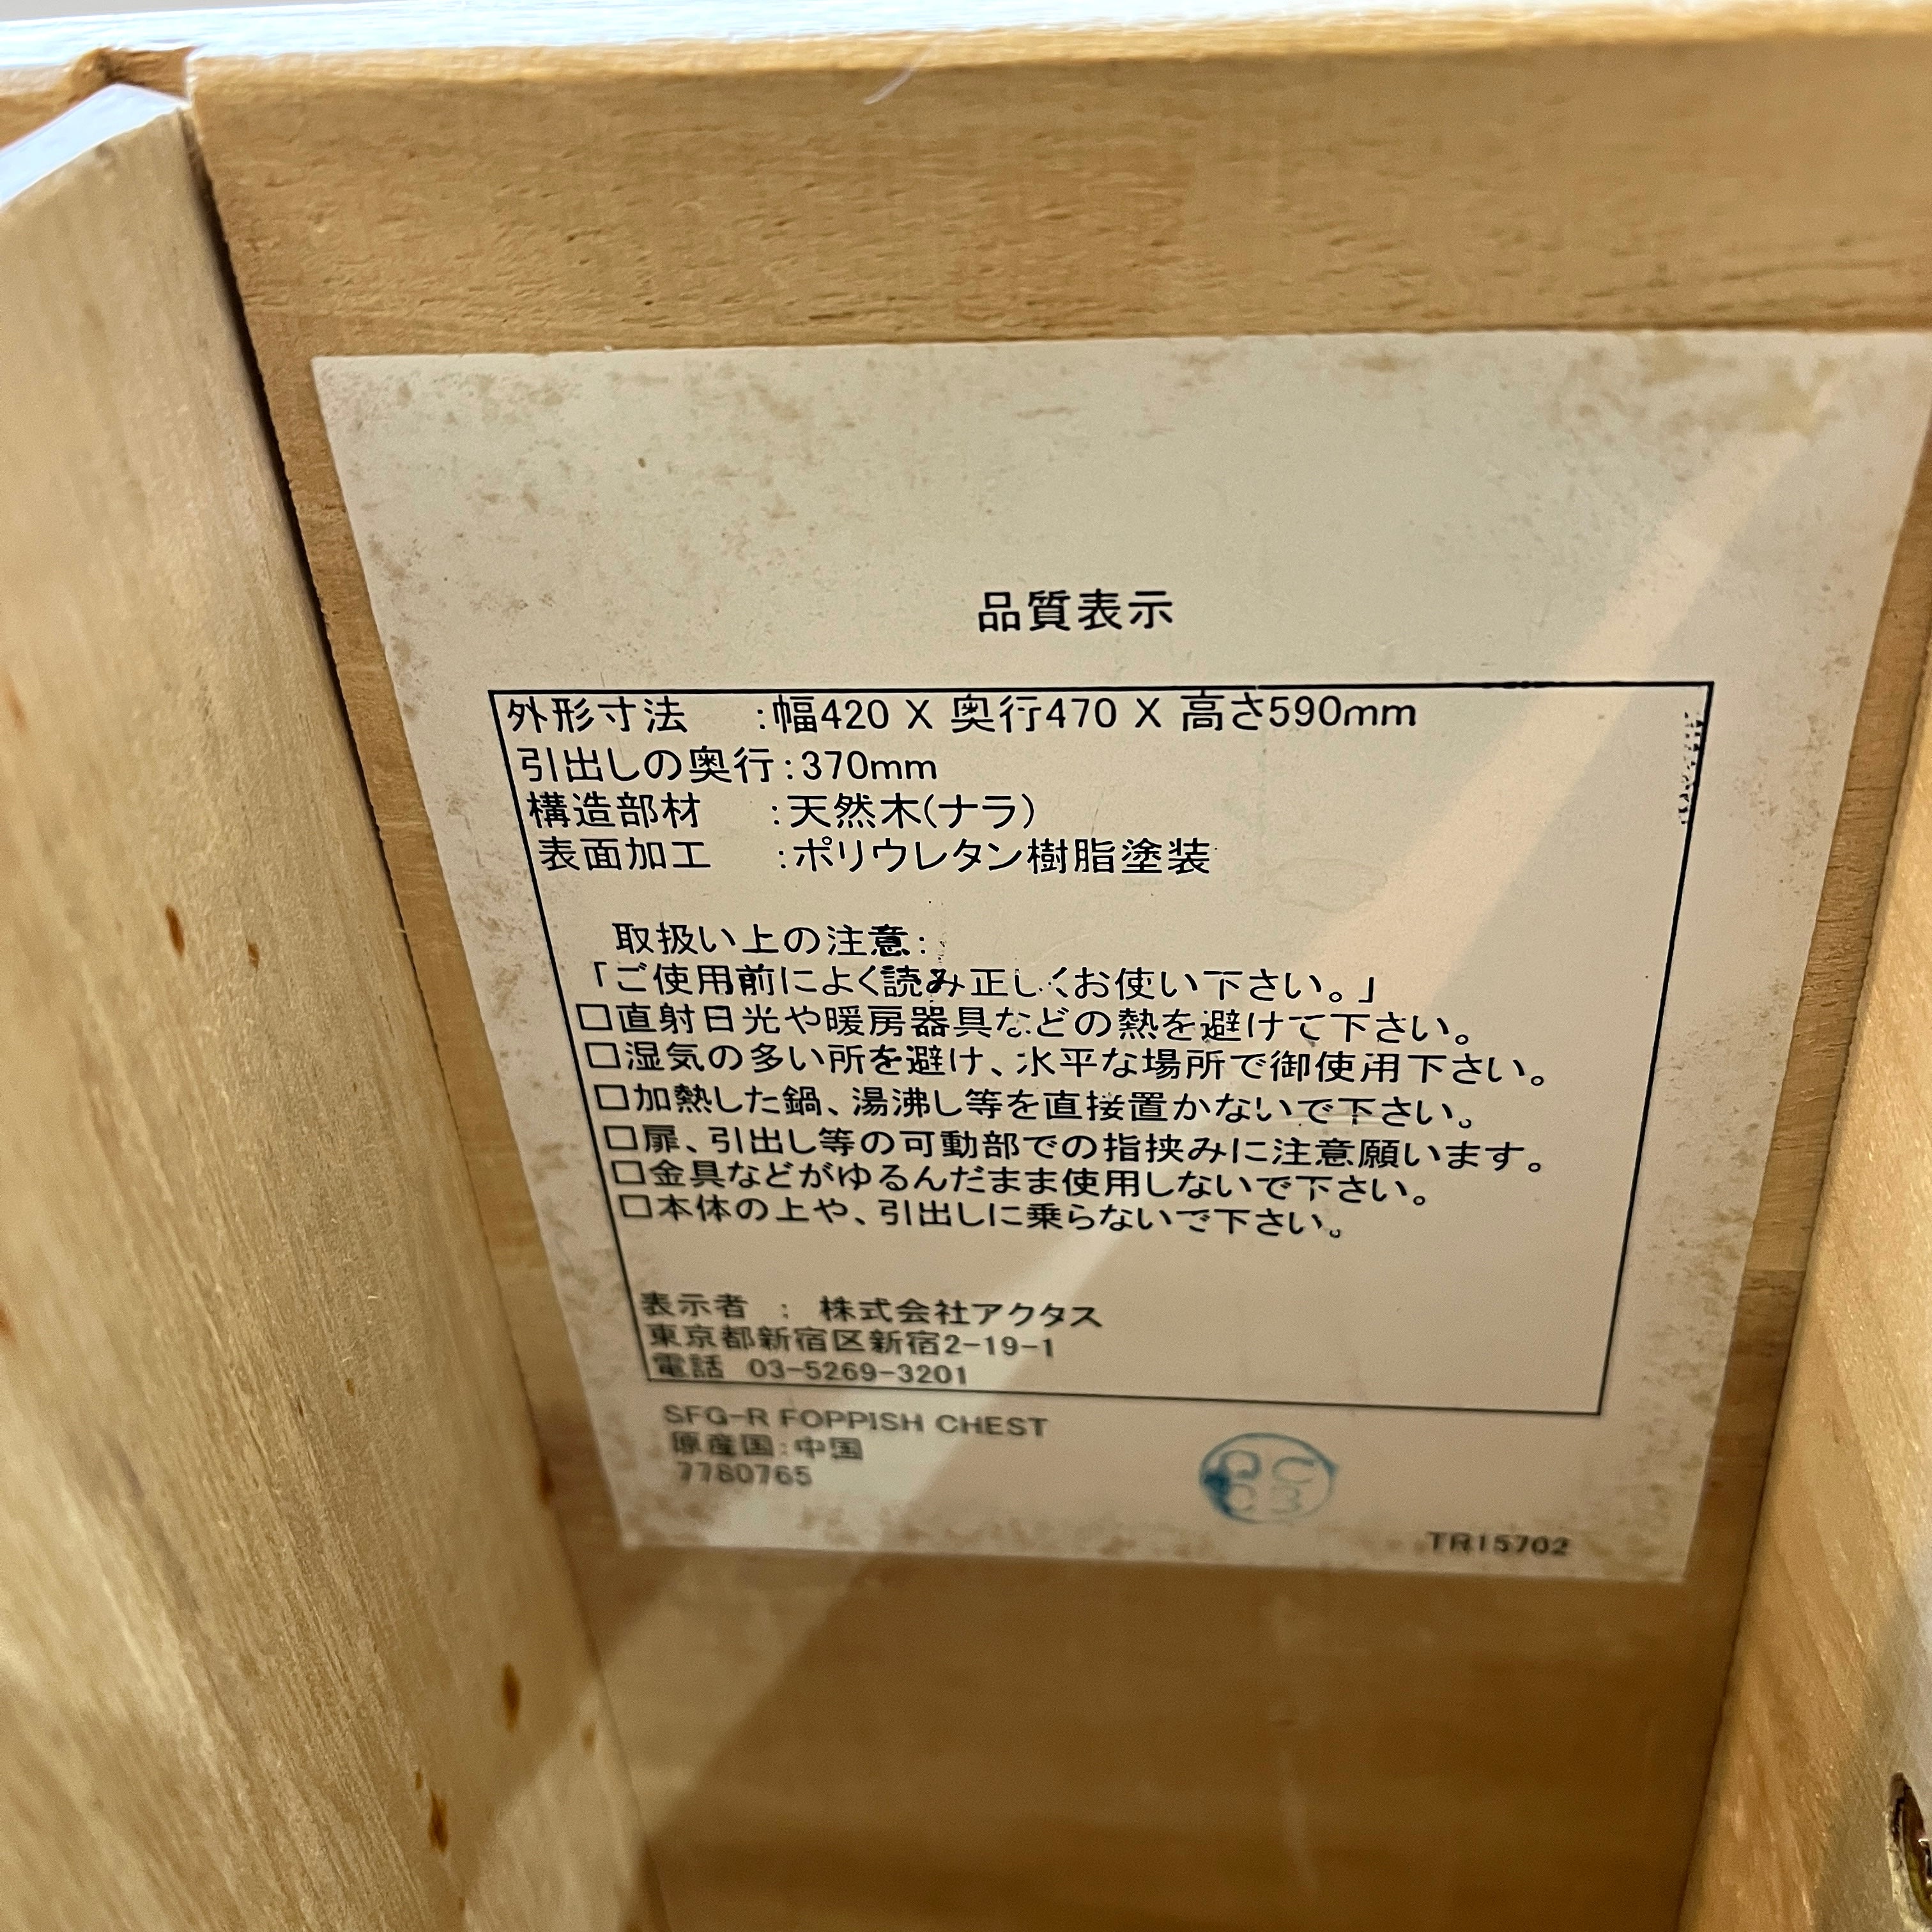 品質表示
外形寸法 :幅420 X 奥行470 X 高さ590mm
引出しの奥行:370mm
構造部材 :天然木(ナラ)
表面加工 :ポリウレタン樹脂塗装
取扱い上の注意:
「ご使用前によく読み正しくお使い下さい。」
□直射日光や暖房器具などの熱を避けて下さい。
□湿気の多い所を避け、水平な場所で御使用下さい。
□加熱した鍋、湯沸し等を直接置かないで下さい。
□扉、引出し等の可動部での指挟みに注意願います。
□金具などがゆるんだまま使用しないで下さい。
□本体の上や、引出しに乗らないで下さい。
表示者 : 株式会社アクタス
東京都新宿区新宿2-19-1
電話 03-5269-3201
SFG-R FOPPISH CHEST
原産国:中国
7780765
TR15702